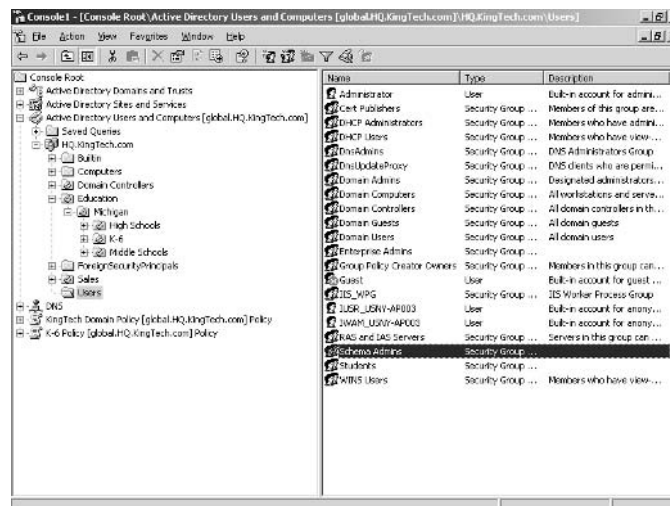 Console1 - [Console Root\Active Directory Users and Computers [global.HQ.KingTech.com]\HQ.KingTech.com\Users]
File Action View Favorites Window Help
Console Root
Active Directory Domains and Trusts
Active Directory Sites and Services
Active Directory Users and Computers [global.HQ.KingTech.com]
Saved Queries
HQ.KingTech.com
Builtin
Computers
Domain Controllers
Education
Michigan
High Schools
K-6
Middle Schools
ForeignSecurityPrincipals
Sales
Users
DNS
KingTech Domain Policy [global.HQ.KingTech.com] Policy
K-6 Policy [global.HQ.KingTech.com] Policy
Name Type Description
Administrator User Built-in account for admini...
Cert Publishers Security Group ... Members of this group are...
DHCP Administrators Security Group ... Members who have admini...
DHCP Users Security Group ... Members who have view-...
DnsAdmins Security Group ... DNS Administrators Group
DnsUpdateProxy Security Group ... DNS clients who are permi...
Domain Admins Security Group ... Designated administrators...
Domain Computers Security Group ... All workstations and serve...
Domain Controllers Security Group ... All domain controllers in th...
Domain Guests Security Group ... All domain guests
Domain Users Security Group ... All domain users
Enterprise Admins Security Group ...
Group Policy Creator Owners Security Group ... Members in this group can...
Guest User Built-in account for guest ...
IIS_WPG Security Group ... IIS Worker Process Group
IUSR_USNY-AP003 User Built-in account for anony...
IWAM_USNY-AP003 User Built-in account for anony...
RAS and IAS Servers Security Group ... Servers in this group can ...
Schema Admins Security Group ...
Students Security Group ...
WINS Users Security Group ... Members who have view-...